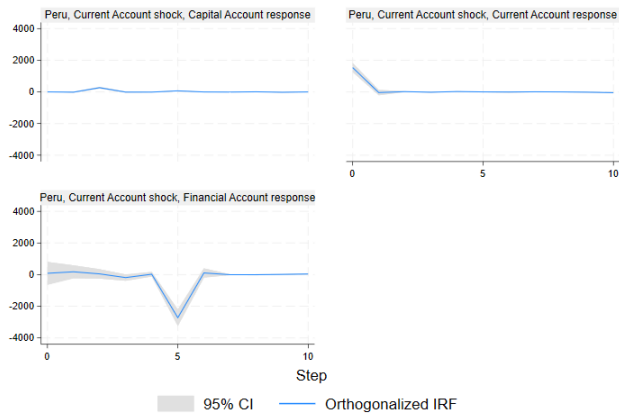 Peru, Current Account shock, Capital Account response
4000
2000
0
-2000
-4000
Peru, Current Account shock, Current Account response
0
5
10
Peru, Current Account shock, Financial Account response
4000
2000
0
-2000
-4000
0
5
10
Step
95% CI
Orthogonalized IRF